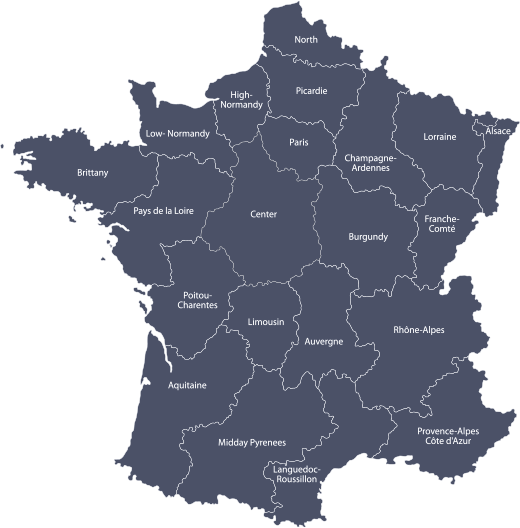 North
Picardie
High-
Normandy
Low- Normandy
Paris
Champagne-
Ardennes
Lorraine
Alsace
Brittany
Pays de la Loire
Center
Burgundy
Franche-
Comté
Poitou-
Charentes
Limousin
Auvergne
Rhône-Alpes
Aquitaine
Midday Pyrenees
Languedoc-
Roussillon
Provence-Alpes
Côte d'Azur